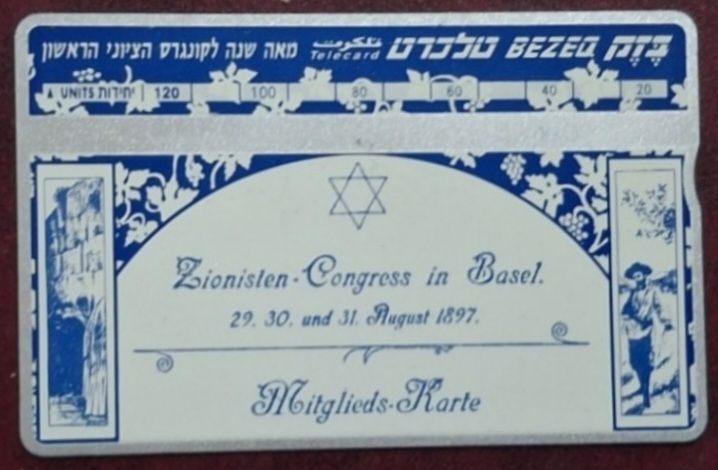 בֶּזֶק BEZEQ טלכרט تلكرت Telecard מאה שנה לקונגרס הציוני הראשון
▲ UNITS יחידות 120 100 80 60 40 20
Zionisten-Congress in Basel.
29. 30. und 31. August 1897.
Mitglieds-Karte